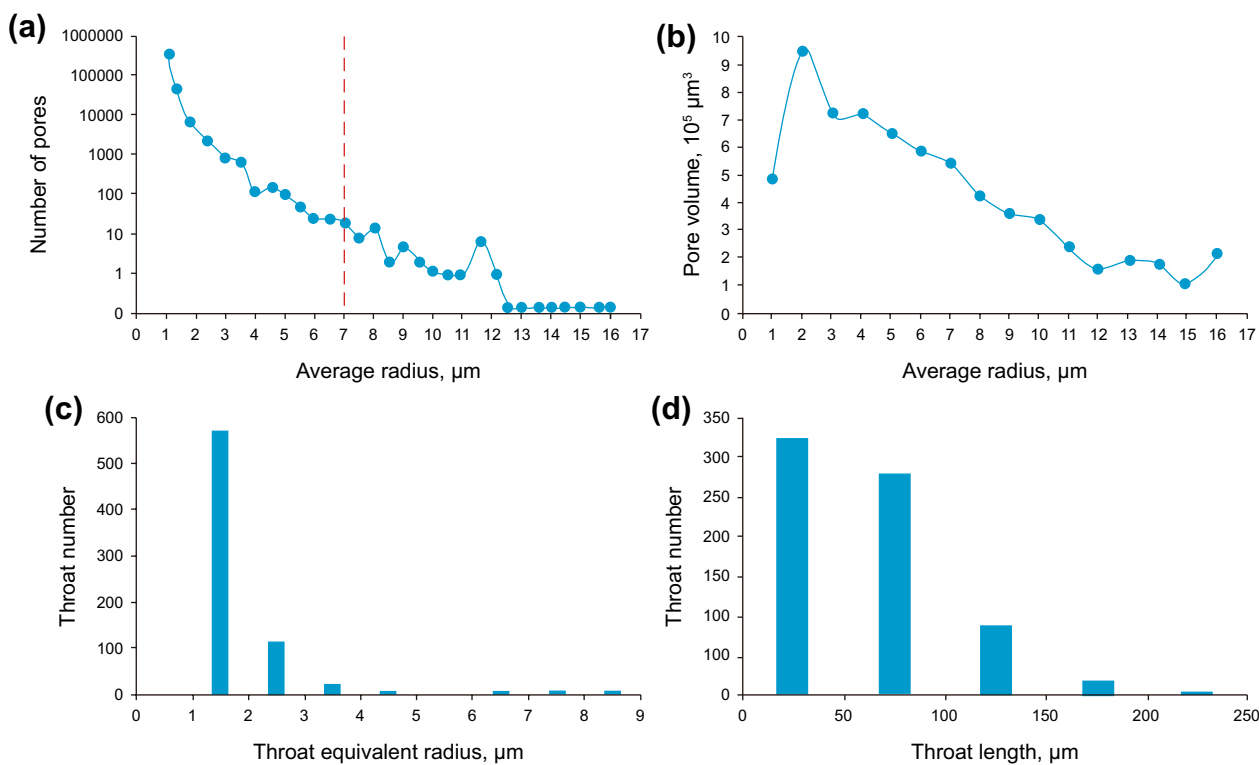 (a)
1000000
100000
10000
1000
100
10
1
0
Number of pores
0 1 2 3 4 5 6 7 8 9 10 11 12 13 14 15 16 17
Average radius, μm
(b)
10
9
8
7
6
5
4
3
2
1
0
Pore volume, 10⁵ μm³
0 1 2 3 4 5 6 7 8 9 10 11 12 13 14 15 16 17
Average radius, μm
(c)
600
500
400
300
200
100
0
Throat number
0 1 2 3 4 5 6 7 8 9
Throat equivalent radius, μm
(d)
350
300
250
300
150
100
100
0
Throat number
0 50 100 150 200 250
Throat length, μm